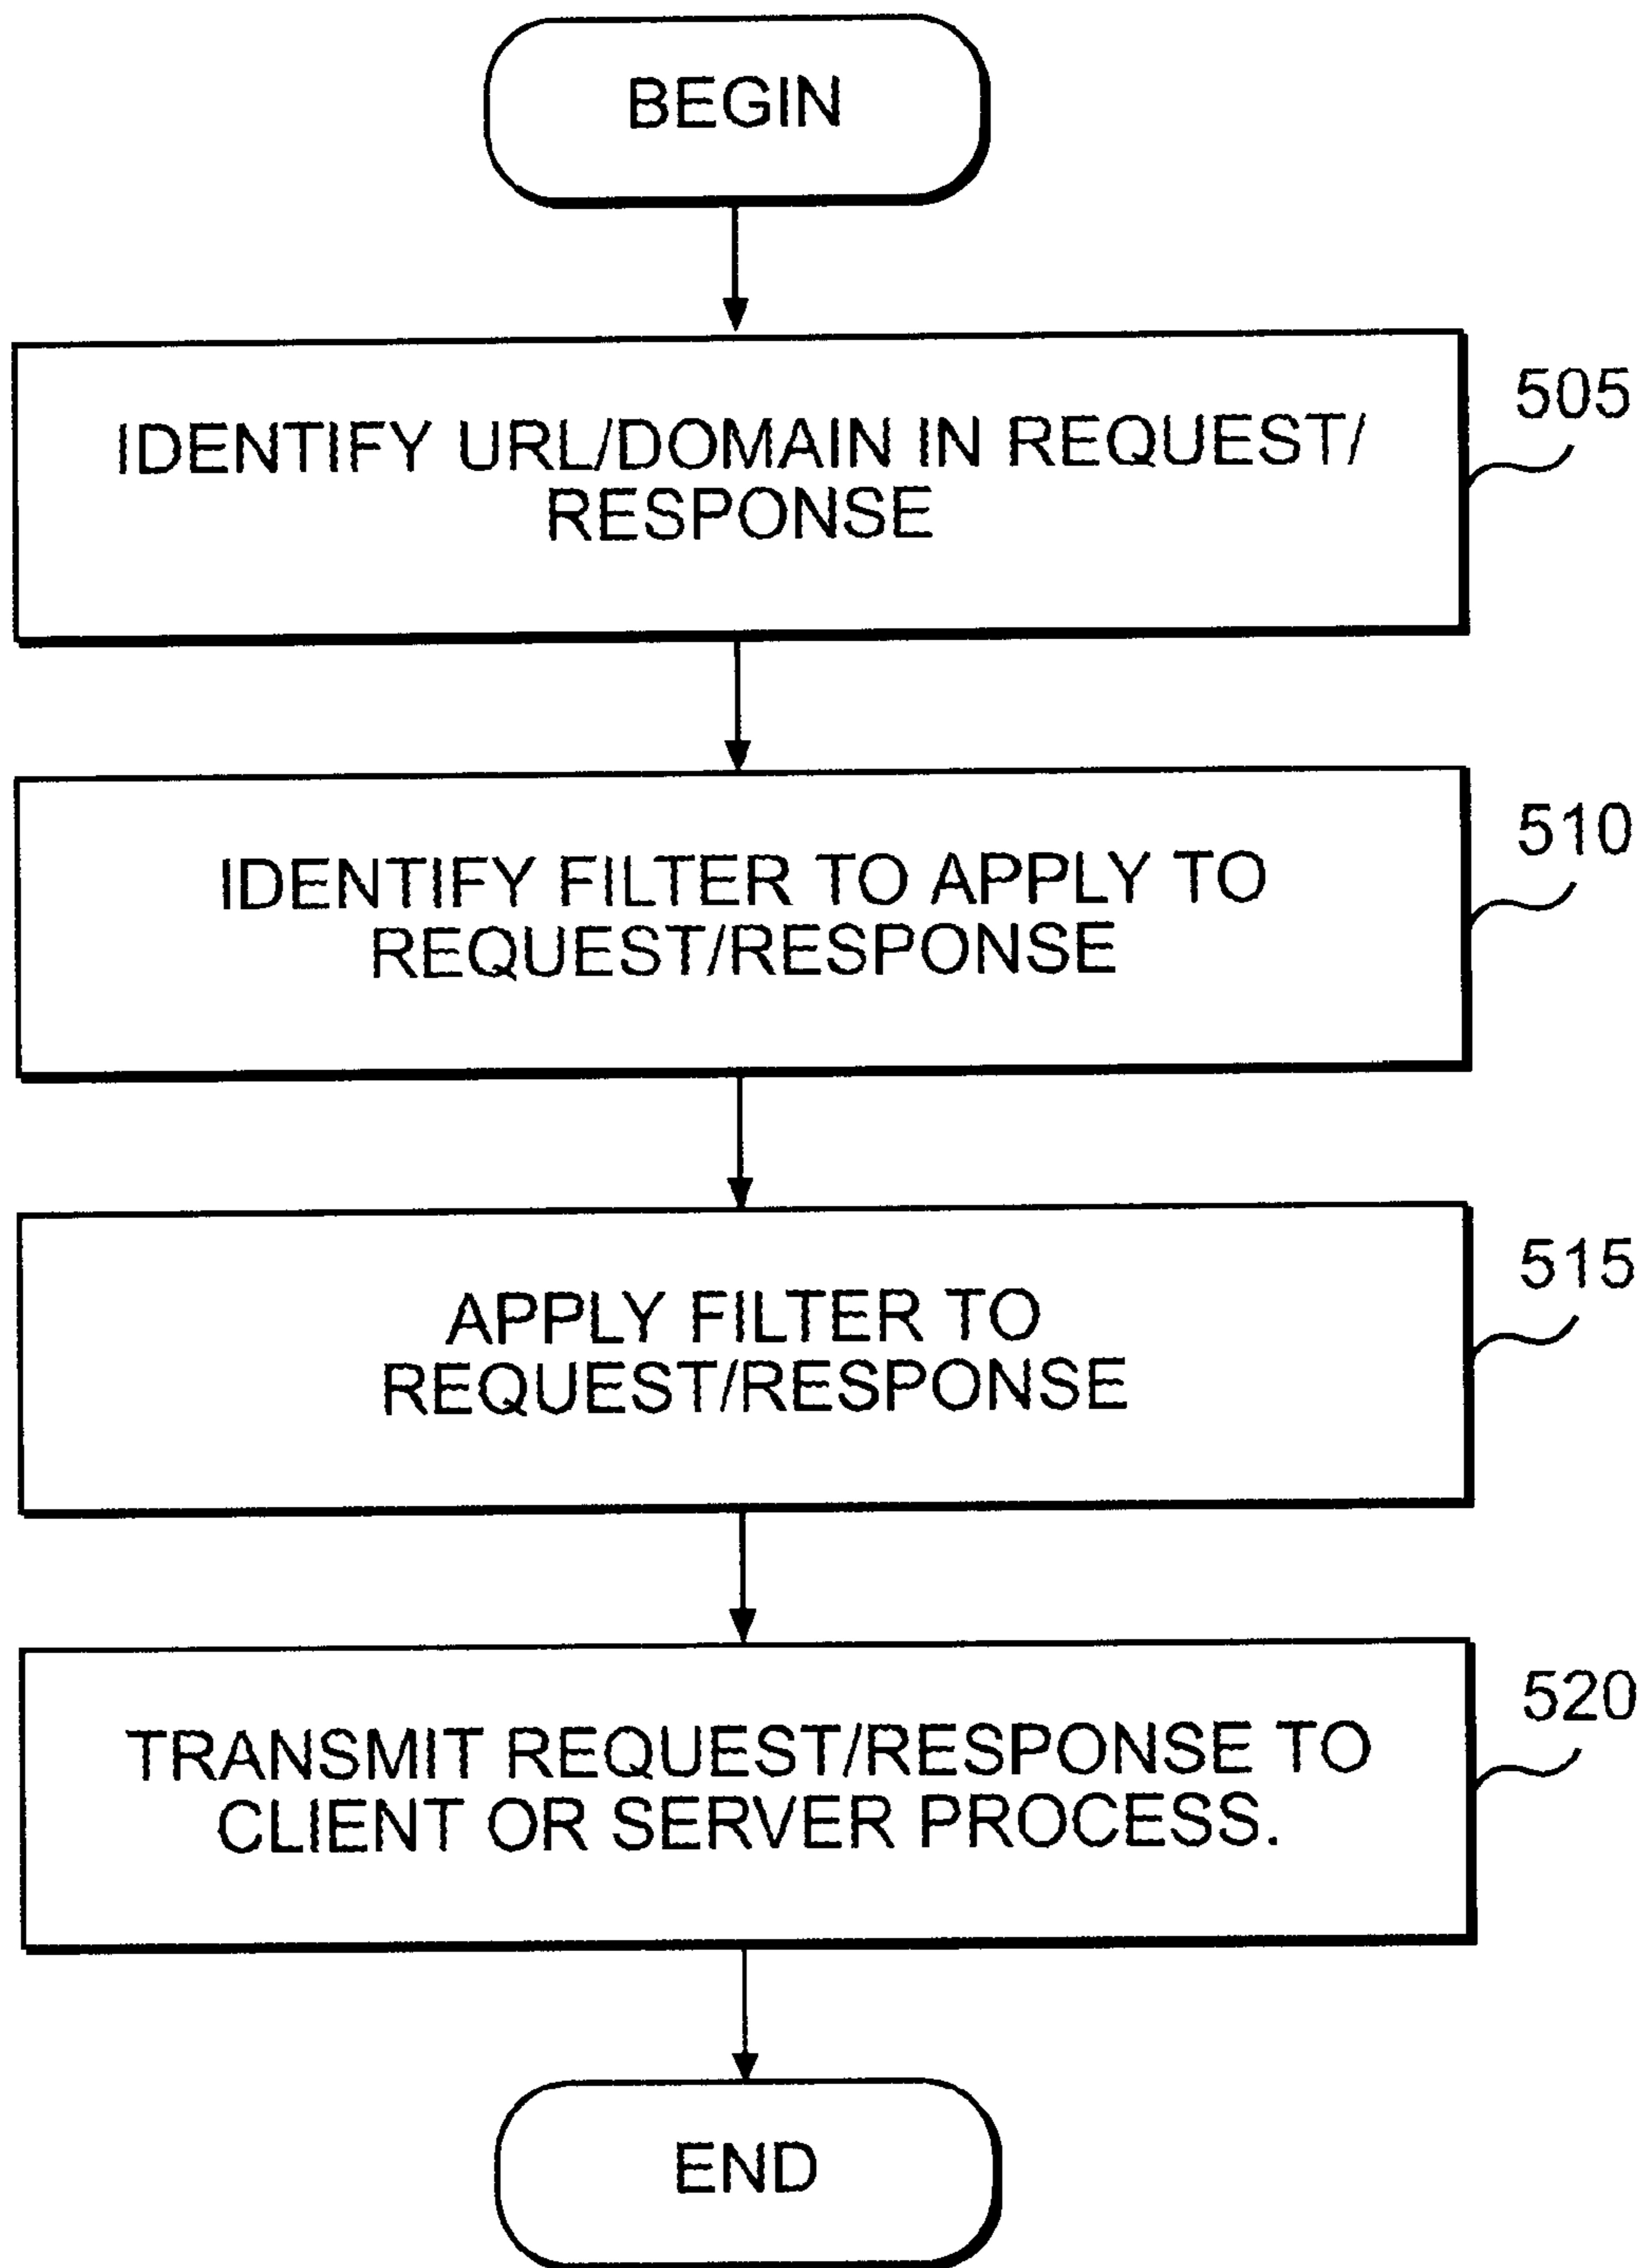 BEGIN
IDENTIFY URL/DOMAIN IN REQUEST/
RESPONSE
505
IDENTIFY FILTER TO APPLY TO
REQUEST/RESPONSE
510
APPLY FILTER TO
REQUEST/RESPONSE
515
TRANSMIT REQUEST/RESPONSE TO
CLIENT OR SERVER PROCESS.
520
END